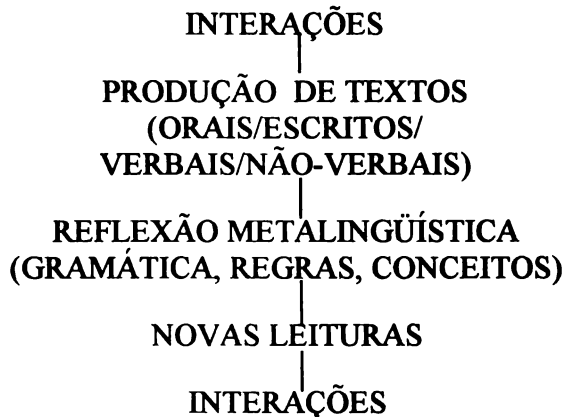 INTERAÇÕES
PRODUÇÃO DE TEXTOS
(ORAIS/ESCRITOS/
VERBAIS/NÃO-VERBAIS)
REFLEXÃO METALINGÜÍSTICA
(GRAMÁTICA, REGRAS, CONCEITOS)
NOVAS LEITURAS
INTERAÇÕES